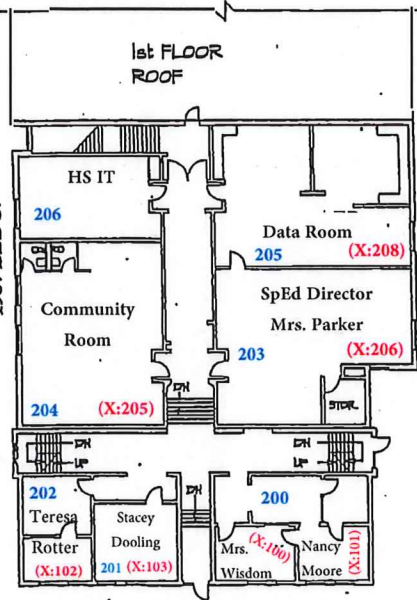 1st FLOOR
ROOF
HS IT
206
Data Room
205 (X:208)
Community
Room
SpEd Director
Mrs. Parker
203 (X:206)
204 (X:205)
DN
STOR.
DN
UP
DN
UP
202
Teresa
Rotter
(X:102)
Stacey
Dooling
201 (X:103)
DN
200
Mrs.
Wisdom
(X:100)
Nancy
Moore
(X:101)